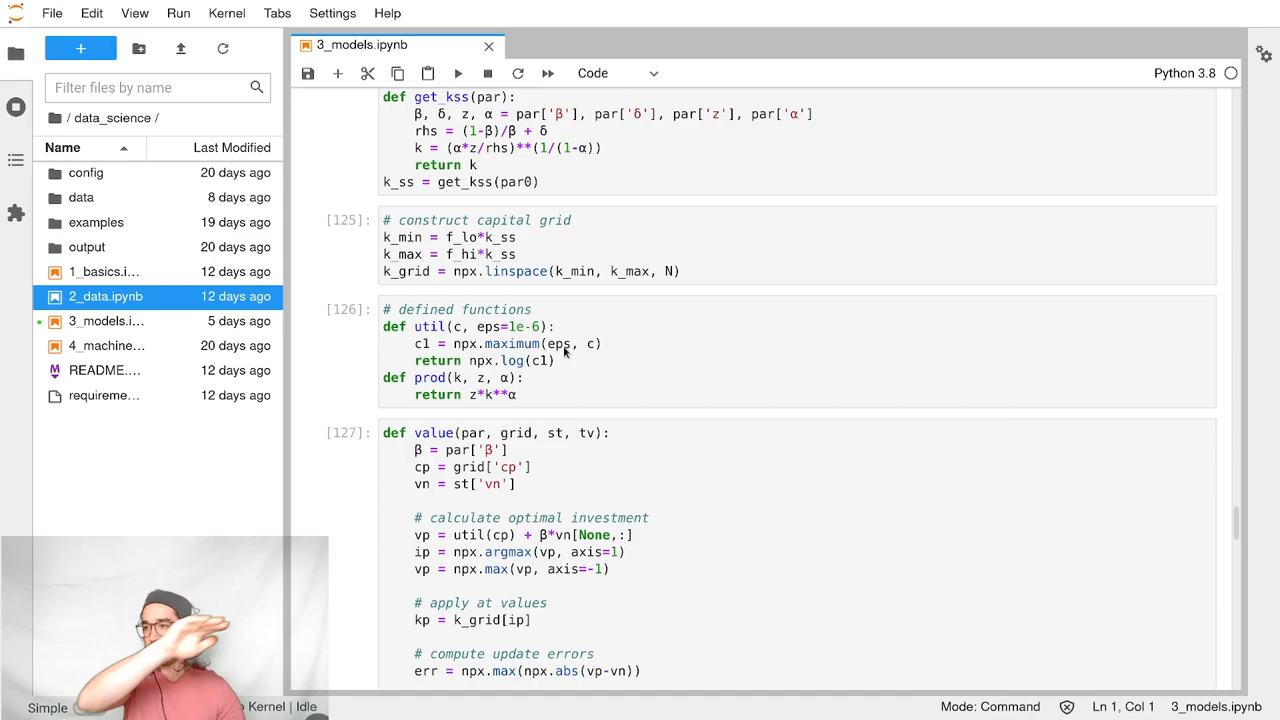 File Edit View Run Kernel Tabs Settings Help
3_models.ipynb
Code
Python 3.8
Filter files by name
/ data_science /
Name Last Modified
config 20 days ago
data 8 days ago
examples 19 days ago
output 20 days ago
1_basics.i… 12 days ago
2_data.ipynb 12 days ago
3_models.i… 5 days ago
4_machine… 20 days ago
README.… 12 days ago
requireme… 12 days ago
def get_kss(par):
β, δ, z, α = par['β'], par['δ'], par['z'], par['α']
rhs = (1-β)/β + δ
k = (α*z/rhs)**(1/(1-α))
return k
k_ss = get_kss(par0)
[125]:
# construct capital grid
k_min = f_lo*k_ss
k_max = f_hi*k_ss
k_grid = npx.linspace(k_min, k_max, N)
[126]:
# defined functions
def util(c, eps=1e-6):
c1 = npx.maximum(eps, c)
return npx.log(c1)
def prod(k, z, α):
return z*k**α
[127]:
def value(par, grid, st, tv):
β = par['β']
cp = grid['cp']
vn = st['vn']
# calculate optimal investment
vp = util(cp) + β*vn[None,:]
ip = npx.argmax(vp, axis=1)
vp = npx.max(vp, axis=-1)
# apply at values
kp = k_grid[ip]
# compute update errors
err = npx.max(npx.abs(vp-vn))
Simple Kernel | Idle
Mode: Command Ln 1, Col 1 3_models.ipynb